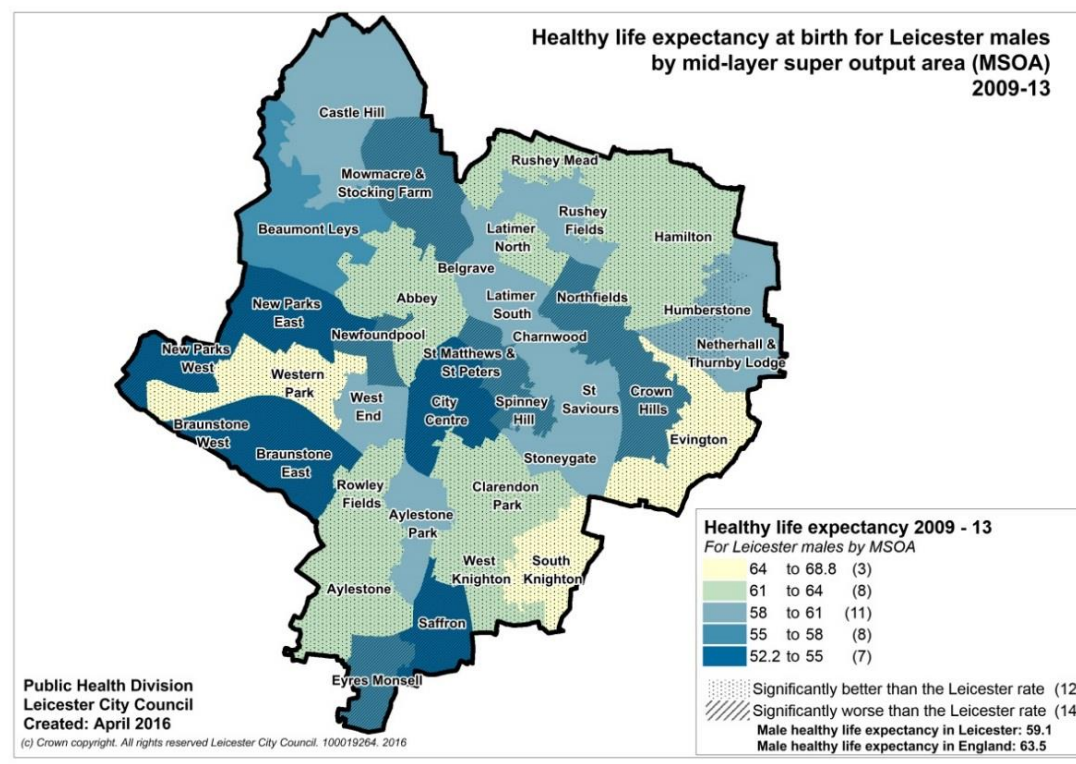 Healthy life expectancy at birth for Leicester males
by mid-layer super output area (MSOA)
2009-13
Castle Hill
Mowmacre &
Stocking Farm
Rushey Mead
Beaumont Leys
Rushey
Fields
Latimer
North
Hamilton
Belgrave
Abbey
Latimer
South
Northfields
New Parks
East
Humberstone
Newfoundpool
Charnwood
Netherhall &
Thurnby Lodge
New Parks
West
St Matthews &
St Peters
Western
Park
West
End
City
Centre
Spinney
Hill
St
Saviours
Crown
Hills
Braunstone
West
Evington
Braunstone
East
Stoneygate
Rowley
Fields
Clarendon
Park
Aylestone
Park
West
Knighton
South
Knighton
Aylestone
Saffron
Eyres Monsell
Healthy life expectancy 2009 - 13
For Leicester males by MSOA
64 to 68.8 (3)
61 to 64 (8)
58 to 61 (11)
55 to 58 (8)
52.2 to 55 (7)
Significantly better than the Leicester rate (12
Significantly worse than the Leicester rate (14
Male healthy life expectancy in Leicester: 59.1
Male healthy life expectancy in England: 63.5
Public Health Division
Leicester City Council
Created: April 2016
(c) Crown copyright. All rights reserved Leicester City Council. 100019264. 2016